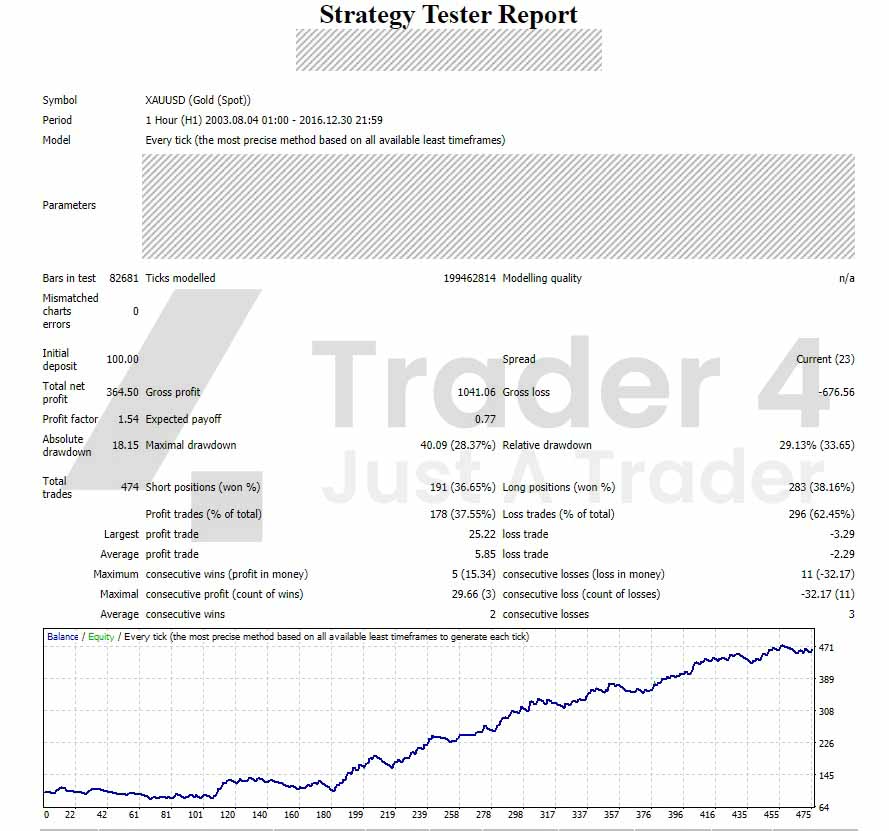 Strategy Tester Report
Symbol XAUUSD (Gold (Spot))
Period 1 Hour (H1) 2003.08.04 01:00 - 2016.12.30 21:59
Model Every tick (the most precise method based on all available least timeframes)
Parameters
Bars in test 82681 Ticks modelled 199462814 Modelling quality n/a
Mismatched
charts
errors 0
Initial
deposit 100.00 Spread Current (23)
Total net
profit 364.50 Gross profit 1041.06 Gross loss -676.56
Profit factor 1.54 Expected payoff 0.77
Absolute
drawdown 18.15 Maximal drawdown 40.09 (28.37%) Relative drawdown 29.13% (33.65)
Total
trades 474 Short positions (won %) 191 (36.65%) Long positions (won %) 283 (38.16%)
Profit trades (% of total) 178 (37.55%) Loss trades (% of total) 296 (62.45%)
Largest profit trade 25.22 loss trade -3.29
Average profit trade 5.85 loss trade -2.29
Maximum consecutive wins (profit in money) 5 (15.34) consecutive losses (loss in money) 11 (-32.17)
Maximal consecutive profit (count of wins) 29.66 (3) consecutive loss (count of losses) -32.17 (11)
Average consecutive wins 2 consecutive losses 3
Trader 4
Just A Trader
Balance / Equity / Every tick (the most precise method based on all available least timeframes to generate each tick)
471
389
308
226
145
64
0 22 42 61 81 101 120 140 160 179 199 219 239 258 278 298 317 337 357 376 396 416 435 455 475